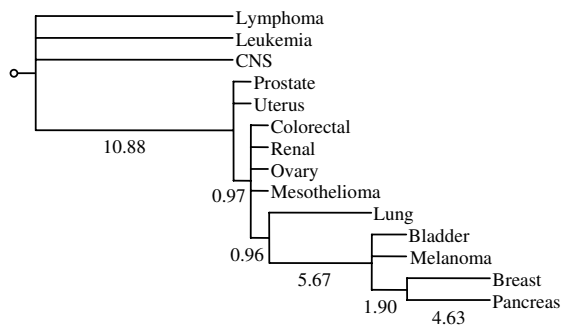 Lymphoma
Leukemia
CNS
Prostate
Uterus
Colorectal
10.88
Renal
Ovary
Mesothelioma
0.97
Lung
Bladder
0.96
Melanoma
5.67
Breast
1.90
Pancreas
4.63